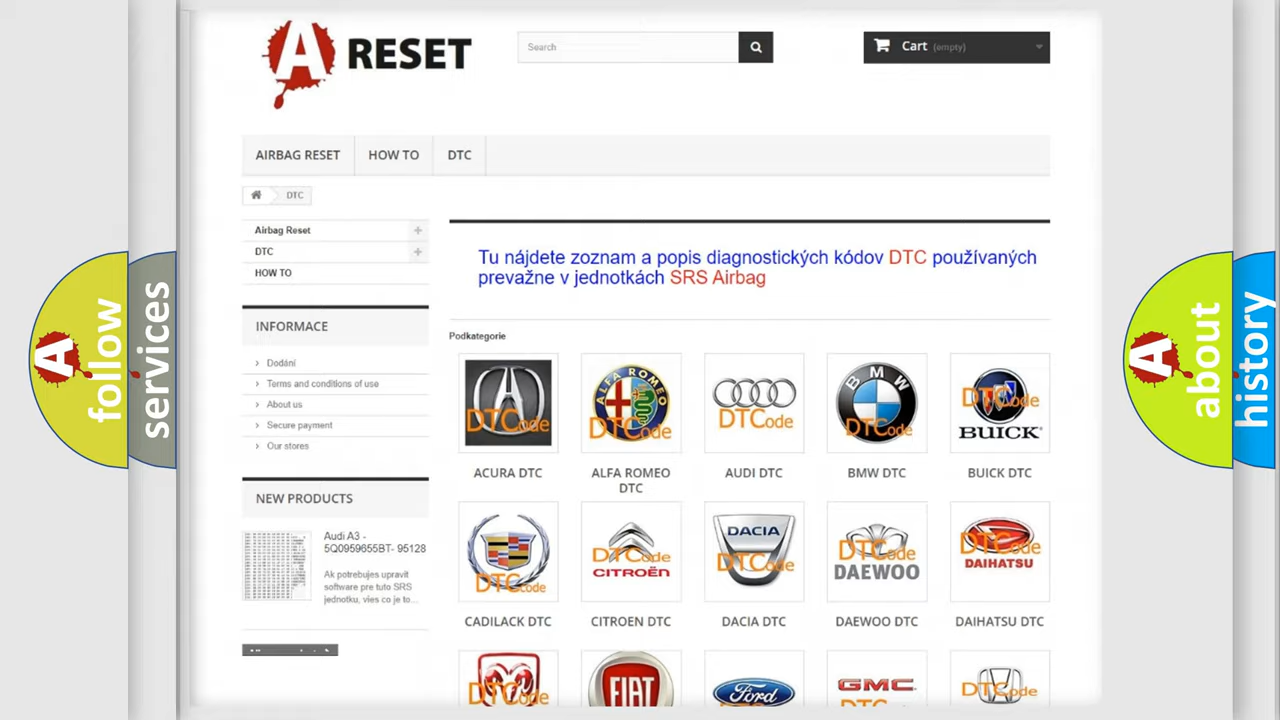 A RESET
Search
Cart (empty)
AIRBAG RESET
HOW TO
DTC
DTC
Airbag Reset
DTC
HOW TO
INFORMACE
Dodání
Terms and conditions of use
About us
Secure payment
Our stores
NEW PRODUCTS
Audi A3 -
5Q0959655BT- 95128
Ak potrebujes upravit
software pre tuto SRS
jednotku, vies co je to...
Tu nájdete zoznam a popis diagnostických kódov DTC používaných
prevažne v jednotkách SRS Airbag
Podkategorie
DTCode
ALFA ROMEO
DTCode
DTCode
BMW
DTCode
DTCode
BUICK
ACURA DTC
ALFA ROMEO
DTC
AUDI DTC
BMW DTC
BUICK DTC
DTCode
DTCode
CITROËN
DACIA
DTCode
DTCode
DAEWOO
DTCode
DAIHATSU
CADILACK DTC
CITROEN DTC
DACIA DTC
DAEWOO DTC
DAIHATSU DTC
DTCode
FIAT
Ford
GMC
DTCode
A follow
services
A about
history